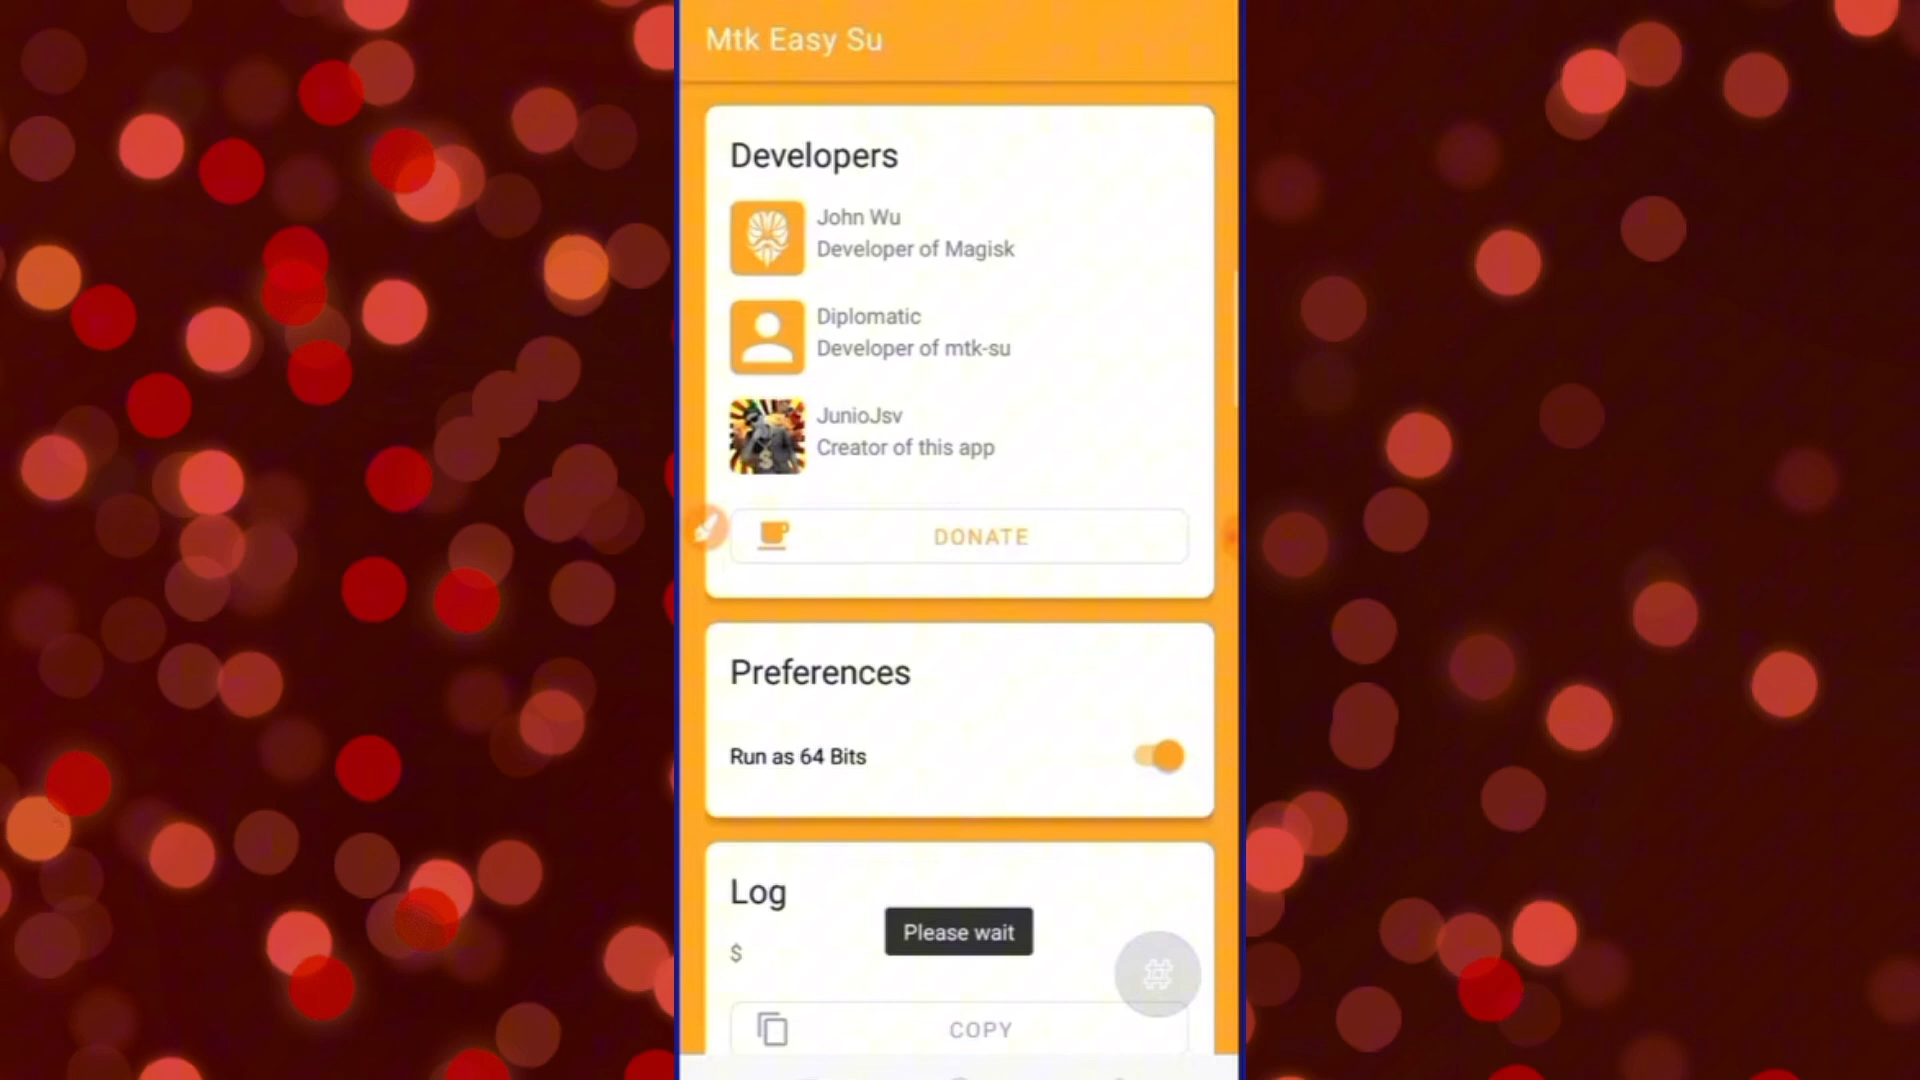 Mtk Easy Su
Developers
John Wu
Developer of Magisk
Diplomatic
Developer of mtk-su
JunioJsv
Creator of this app
DONATE
Preferences
Run as 64 Bits
Log
Please wait
$
#
COPY